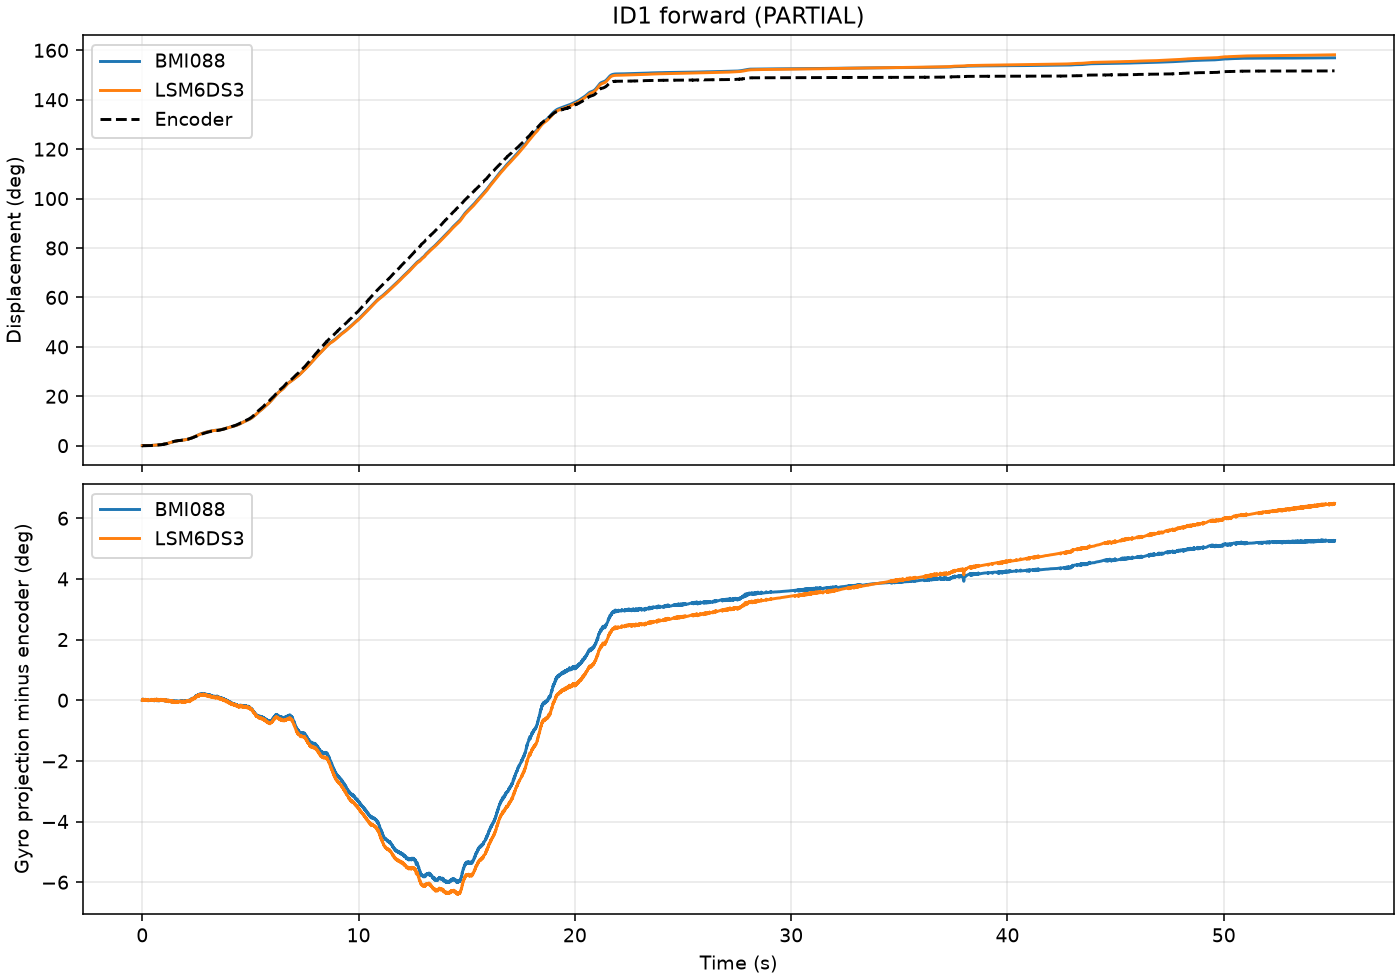 ID1 forward (PARTIAL)
BMI088
LSM6DS3
Encoder
Displacement (deg)
160
140
120
100
80
60
40
20
0
BMI088
LSM6DS3
Gyro projection minus encoder (deg)
6
4
2
0
−2
−4
−6
0 10 20 30 40 50
Time (s)